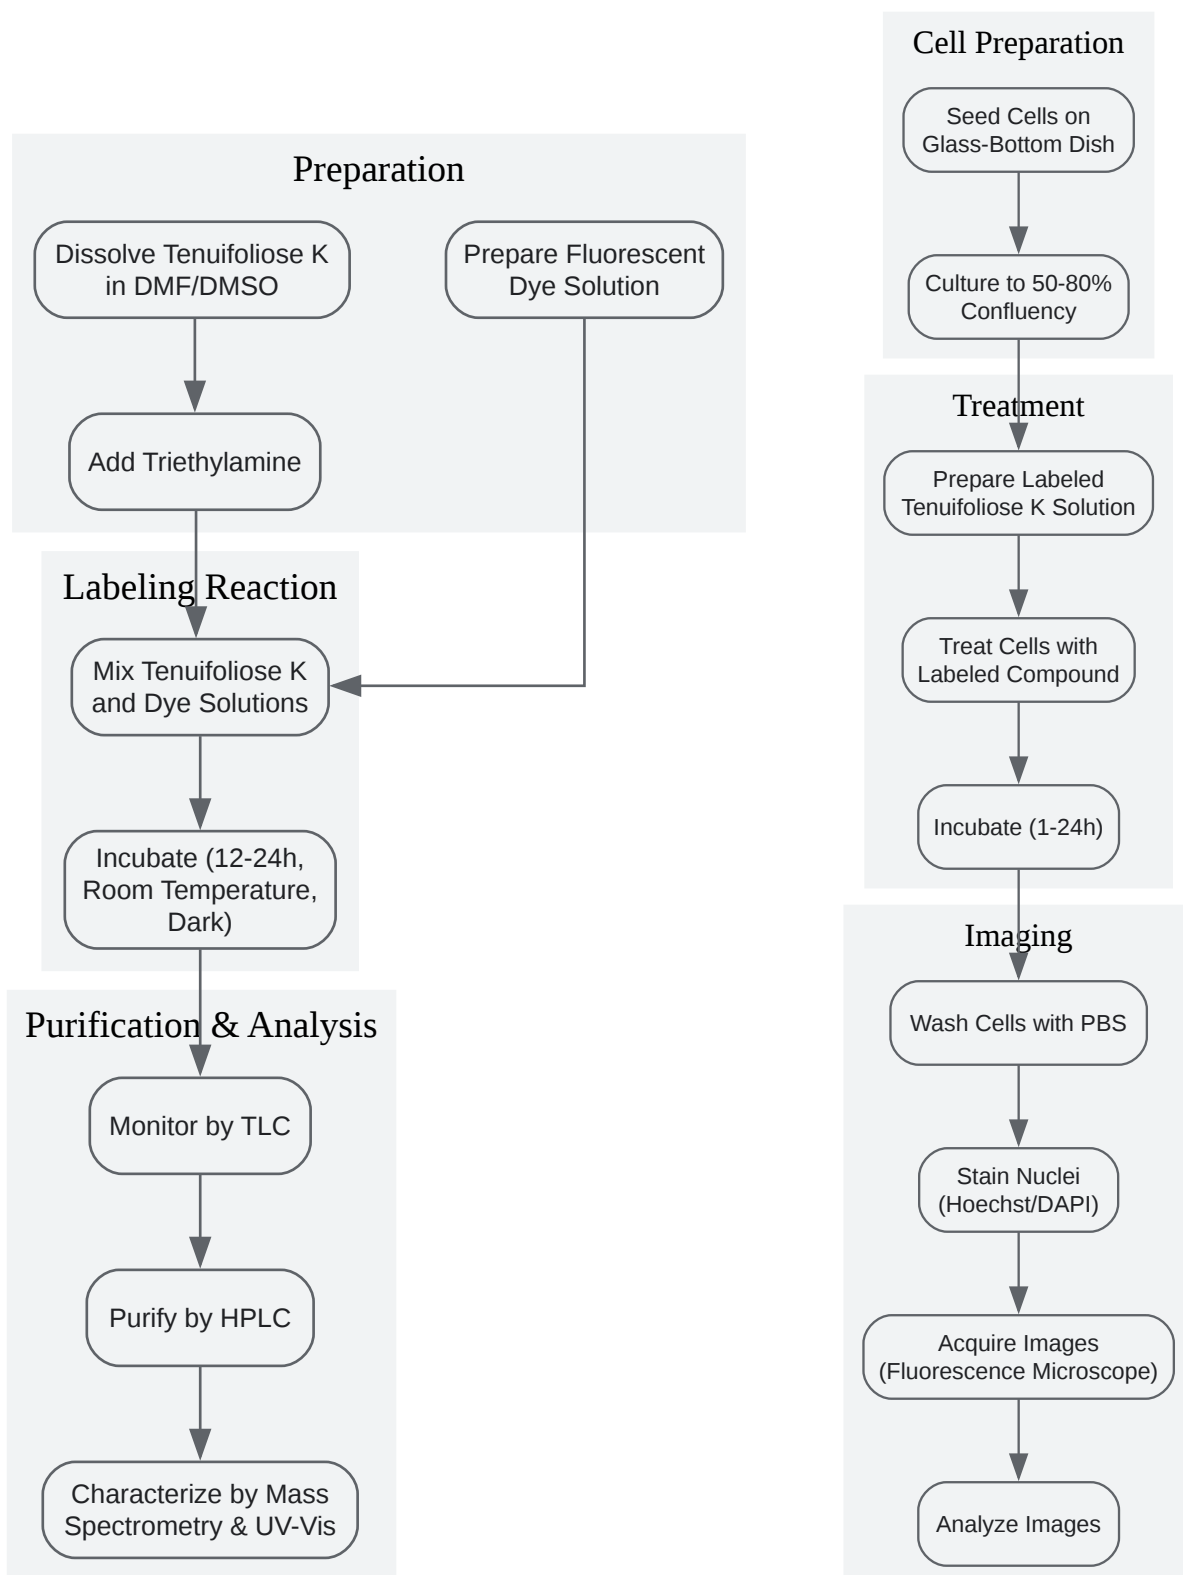 Preparation
Dissolve Tenuifoliose K
in DMF/DMSO
Prepare Fluorescent
Dye Solution
Add Triethylamine
Labeling Reaction
Mix Tenuifoliose K
and Dye Solutions
Incubate (12-24h,
Room Temperature,
Dark)
Purification & Analysis
Monitor by TLC
Purify by HPLC
Characterize by Mass
Spectrometry & UV-Vis
Cell Preparation
Seed Cells on
Glass-Bottom Dish
Culture to 50-80%
Confluency
Treatment
Prepare Labeled
Tenuifoliose K Solution
Treat Cells with
Labeled Compound
Incubate (1-24h)
Imaging
Wash Cells with PBS
Stain Nuclei
(Hoechst/DAPI)
Acquire Images
(Fluorescence Microscope)
Analyze Images